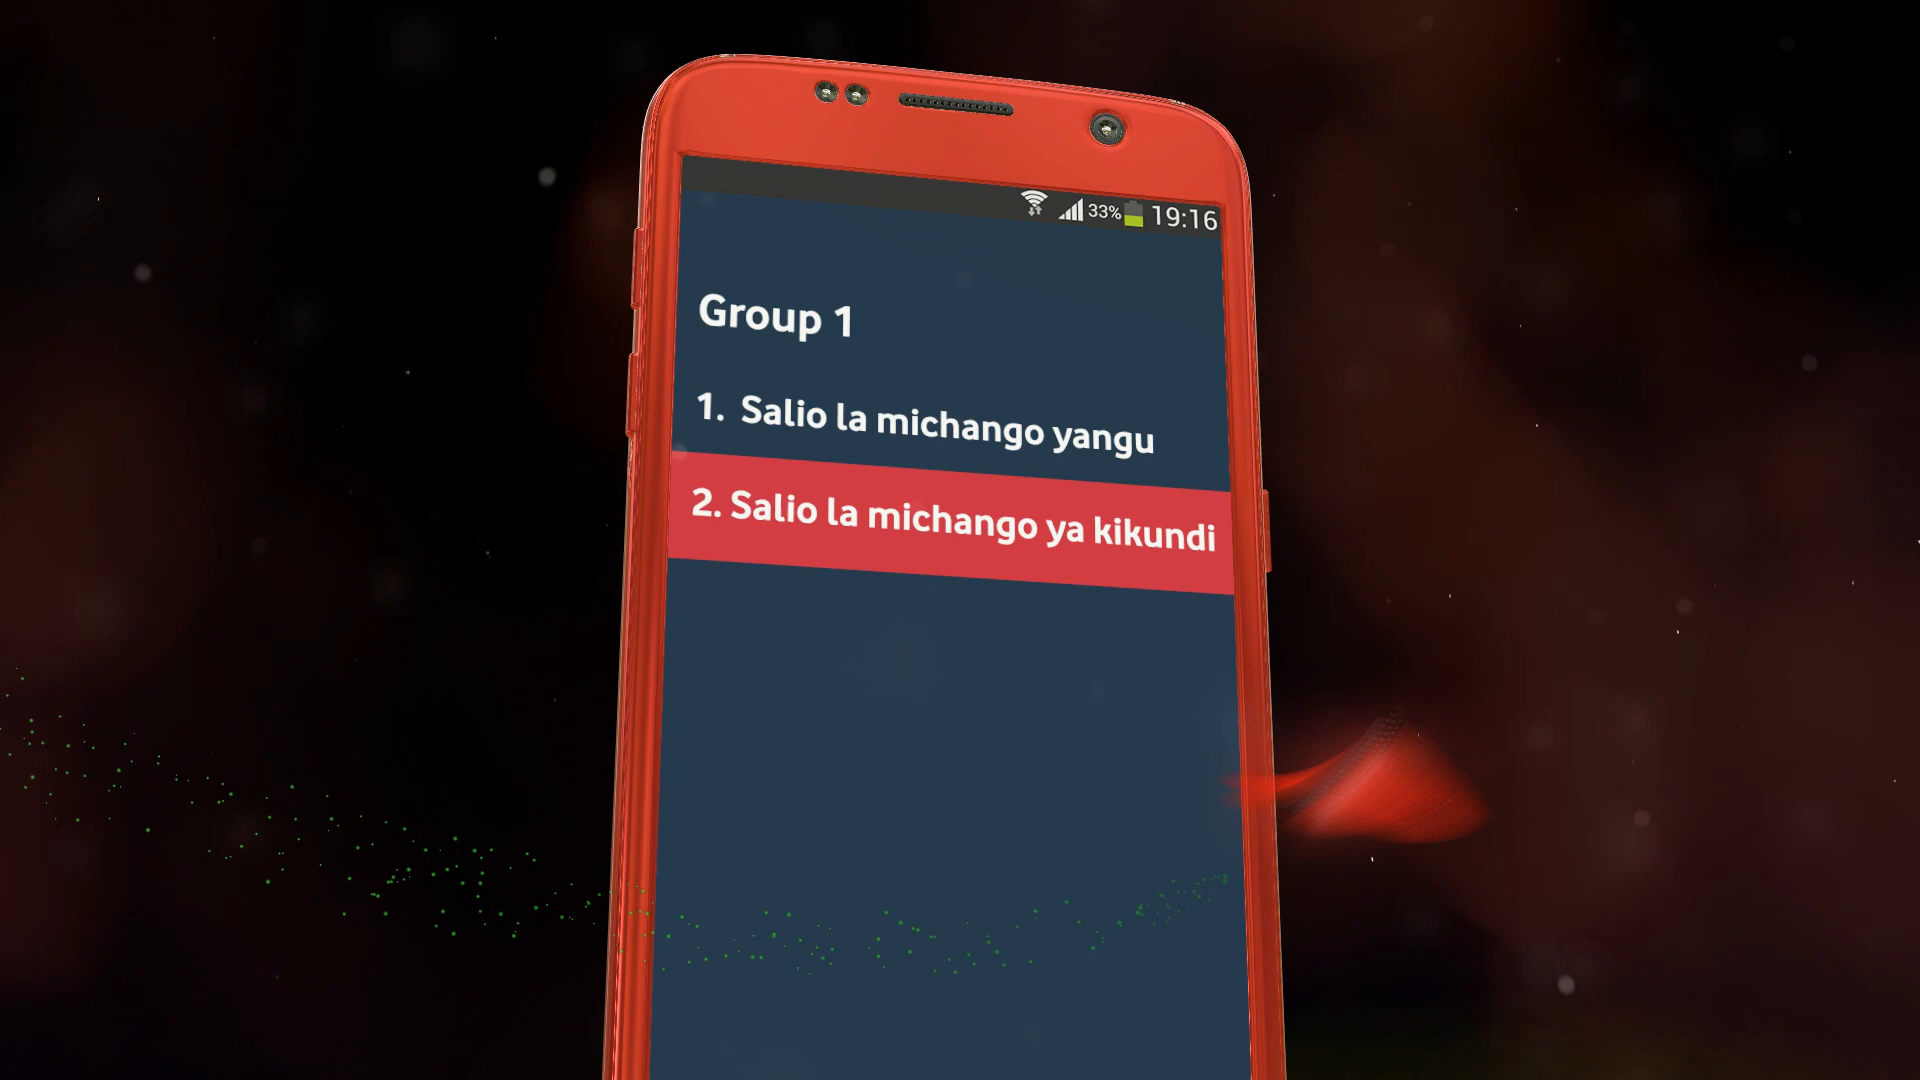 33% 19:16
Group 1
1. Salio la michango yangu
2. Salio la michango ya kikundi